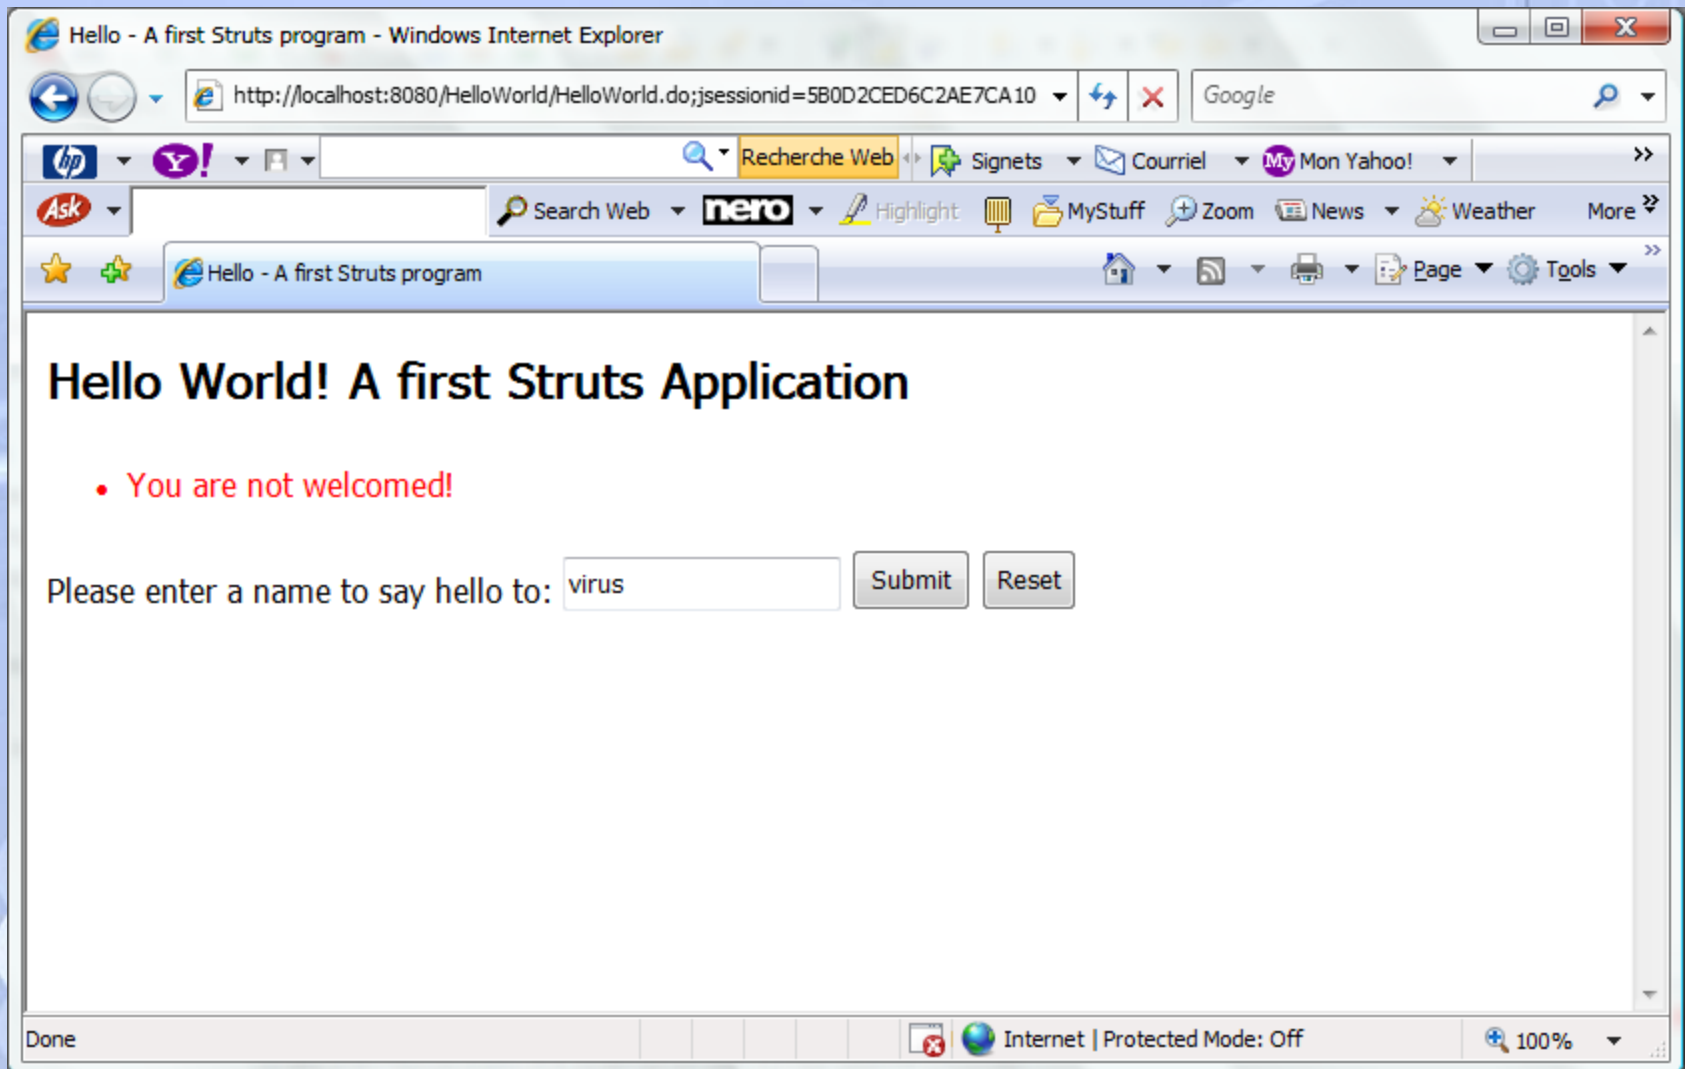 Hello - A first Struts program - Windows Internet Explorer
http://localhost:8080/HelloWorld/HelloWorld.do;jsessionid=5B0D2CED6C2AE7CA10 Google
hp Y! Recherche Web Signets Courriel My Mon Yahoo! »
Ask Search Web nero Highlight MyStuff Zoom News Weather More »
Hello - A first Struts program Page Tools »
Hello World! A first Struts Application
• You are not welcomed!
Please enter a name to say hello to: virus Submit Reset
Done Internet | Protected Mode: Off 100%